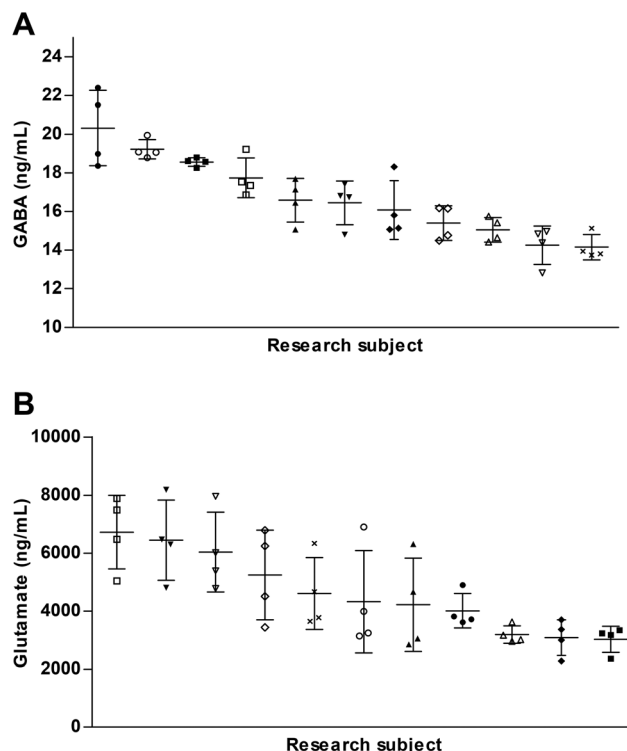 A
24
22
20
18
16
14
12
10
GABA (ng/mL)
Research subject
B
10000
8000
6000
4000
2000
0
Glutamate (ng/mL)
Research subject